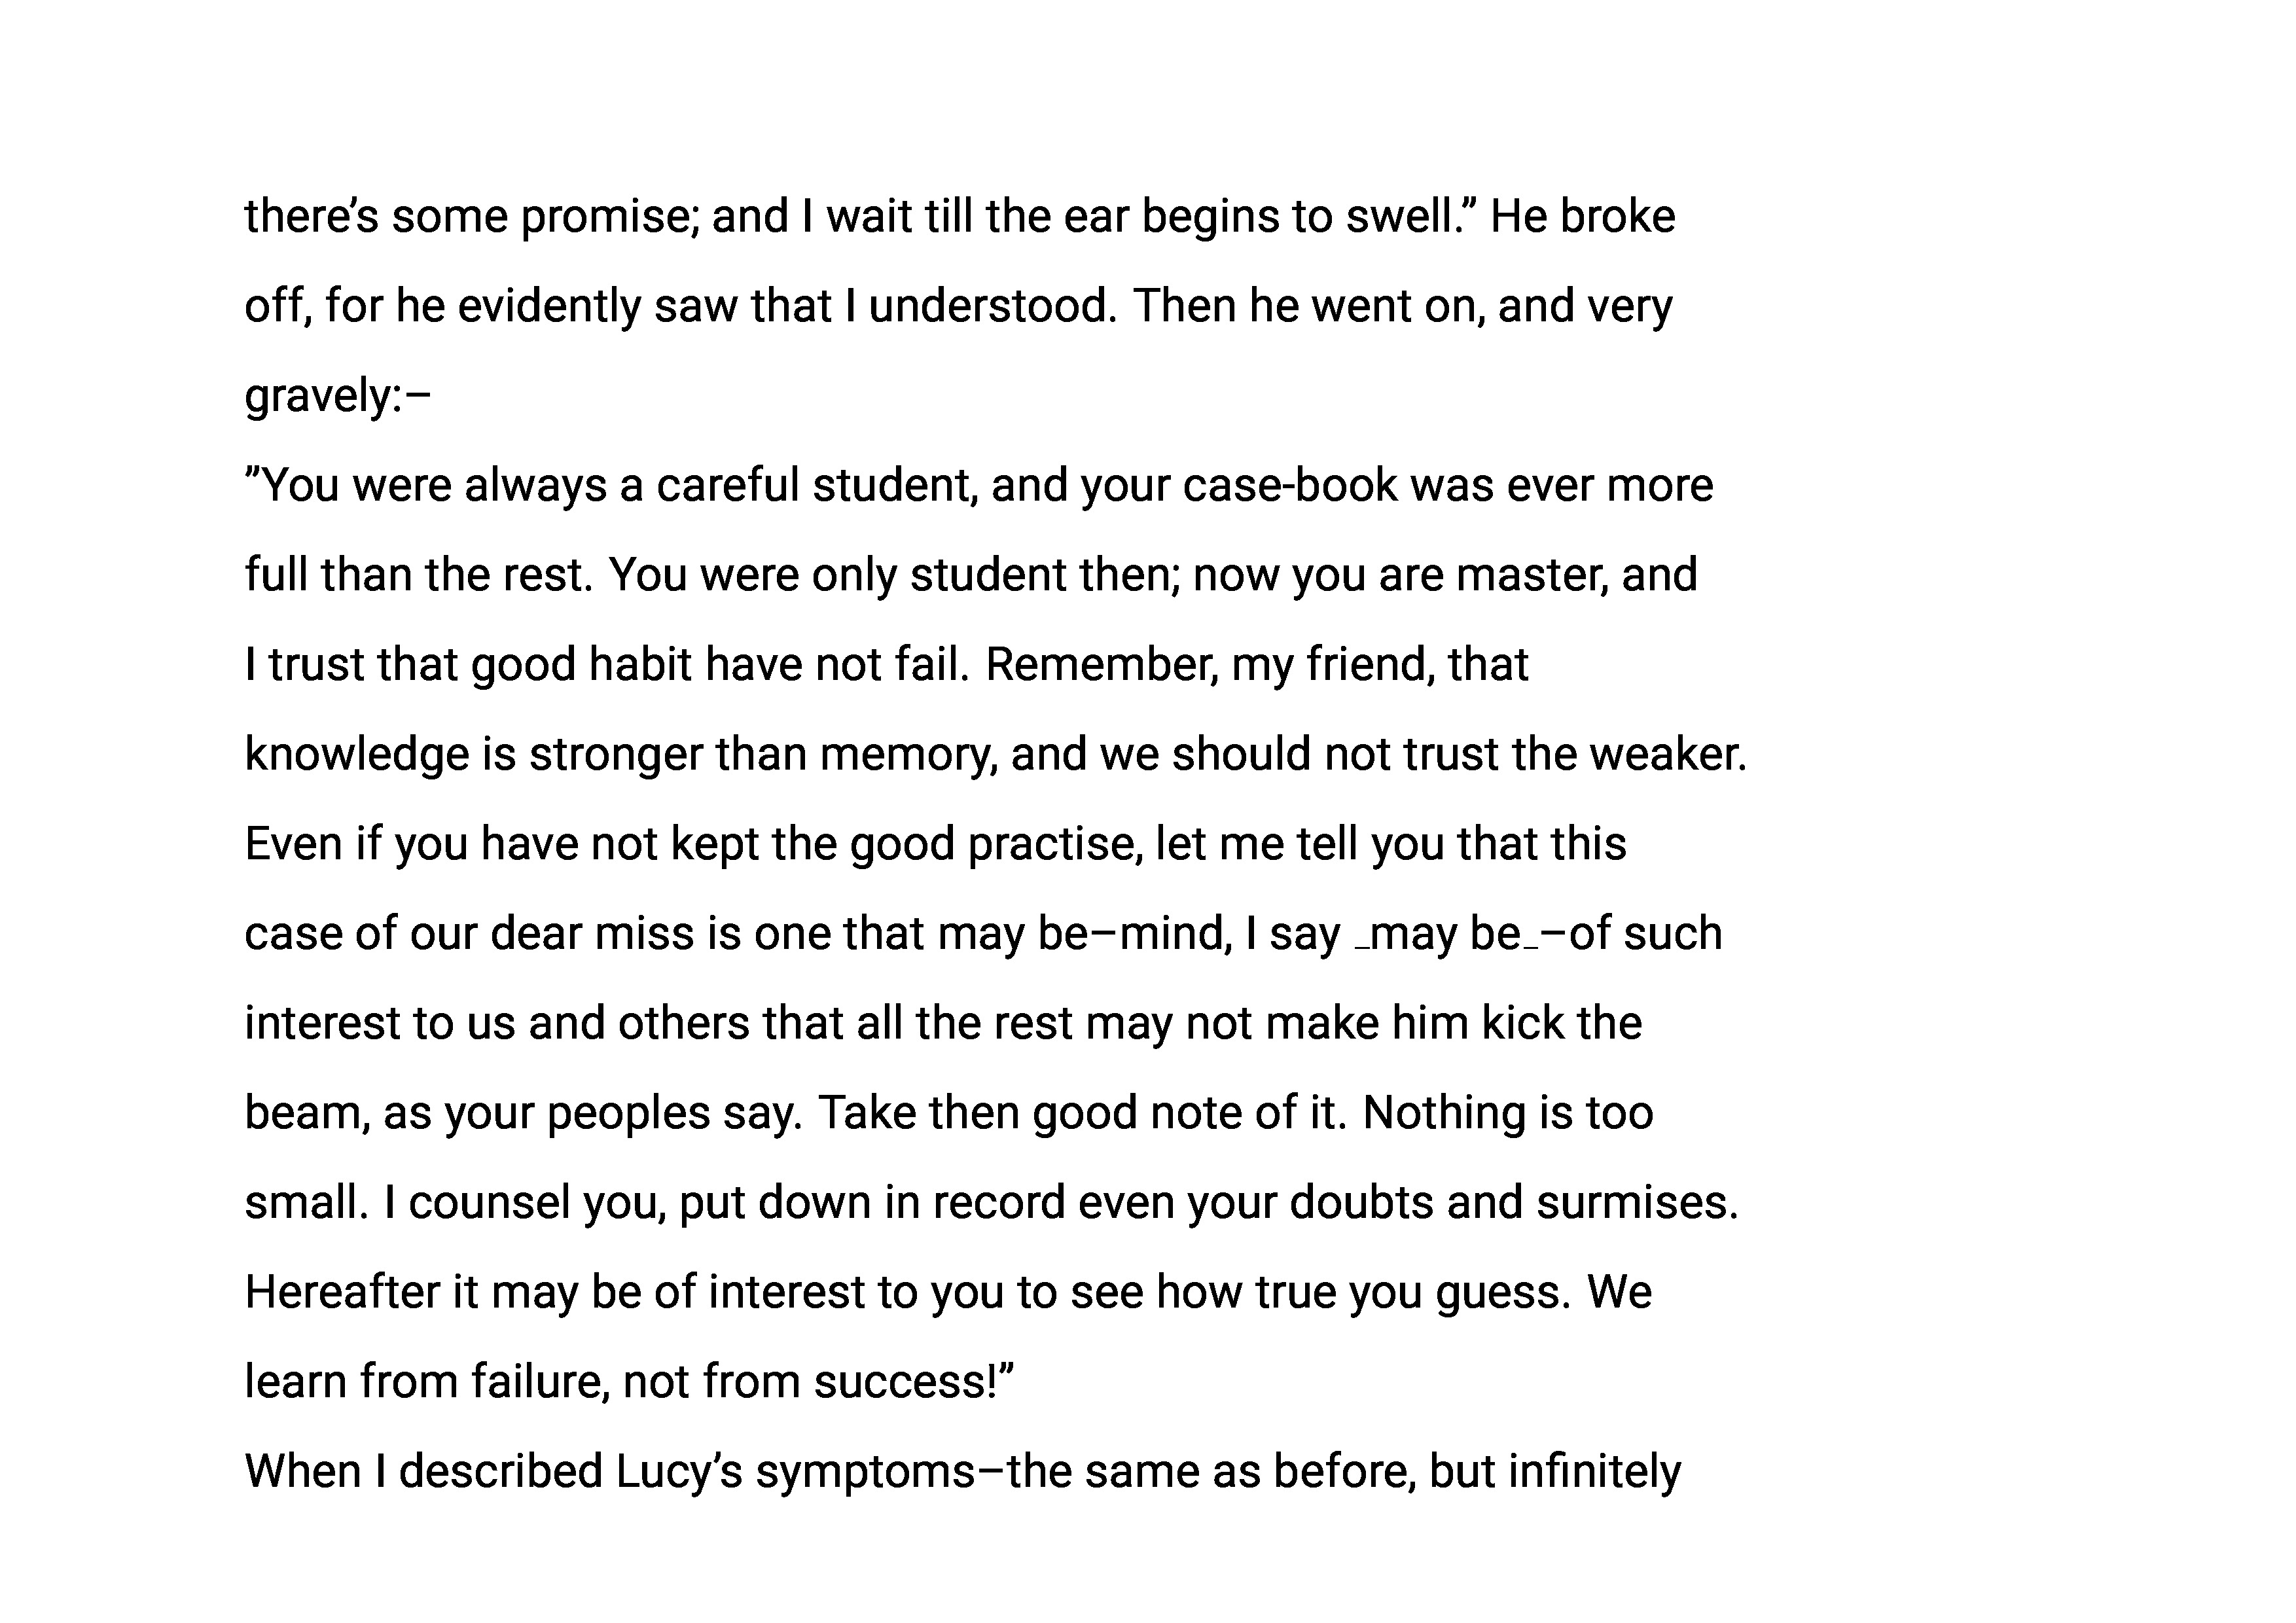 there’s some promise; and I wait till the ear begins to swell.” He broke
off, for he evidently saw that I understood. Then he went on, and very
gravely:–
”You were always a careful student, and your case-book was ever more
full than the rest. You were only student then; now you are master, and
I trust that good habit have not fail. Remember, my friend, that
knowledge is stronger than memory, and we should not trust the weaker.
Even if you have not kept the good practise, let me tell you that this
case of our dear miss is one that may be–mind, I say _may be_–of such
interest to us and others that all the rest may not make him kick the
beam, as your peoples say. Take then good note of it. Nothing is too
small. I counsel you, put down in record even your doubts and surmises.
Hereafter it may be of interest to you to see how true you guess. We
learn from failure, not from success!”
When I described Lucy’s symptoms–the same as before, but infinitely